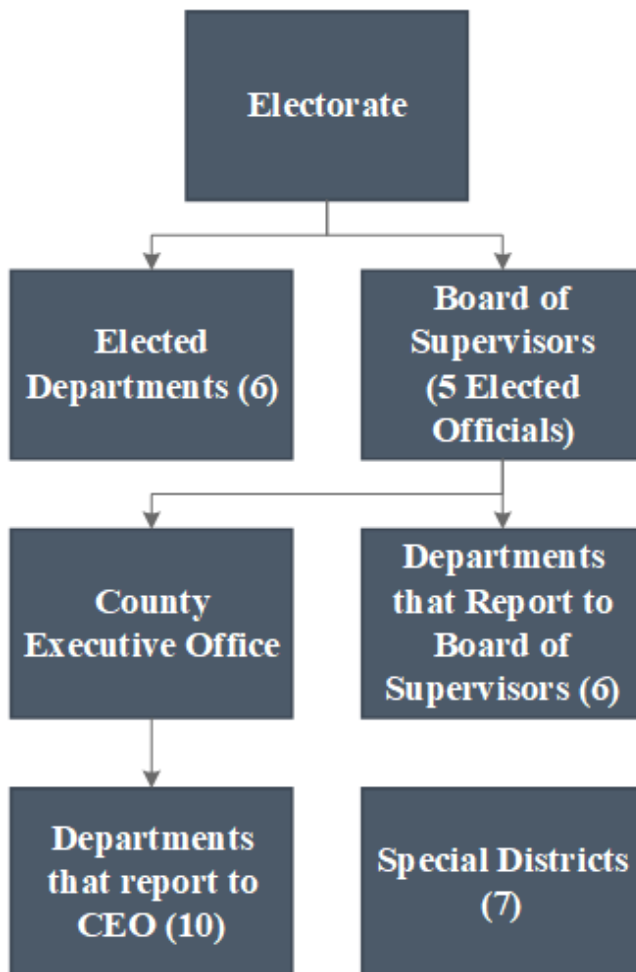 Electorate
Elected
Departments (6)
Board of
Supervisors
(5 Elected
Officials)
County
Executive Office
Departments
that Report to
Board of
Supervisors (6)
Departments
that report to
CEO (10)
Special Districts
(7)